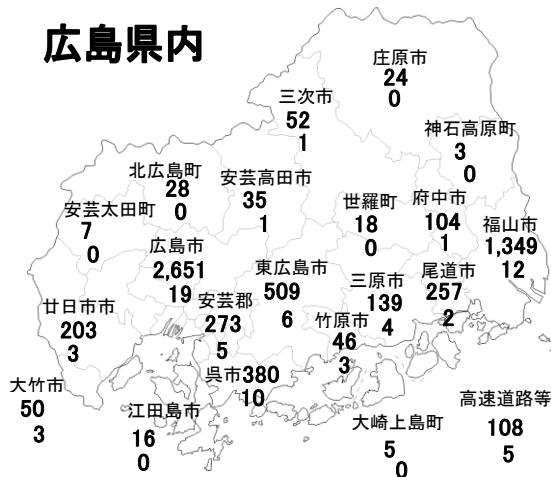 広島県内
庄原市
24
0
三次市
52
1
神石高原町
3
0
北広島町
28
0
安芸高田市
35
1
世羅町
18
0
府中市
104
1
福山市
1,349
12
安芸太田町
7
0
広島市
2,651
19
安芸郡
273
5
東広島市
509
6
三原市
139
4
尾道市
257
2
竹原市
46
3
廿日市市
203
3
呉市380
10
大竹市
50
3
江田島市
16
0
大崎上島町
5
0
高速道路等
108
5